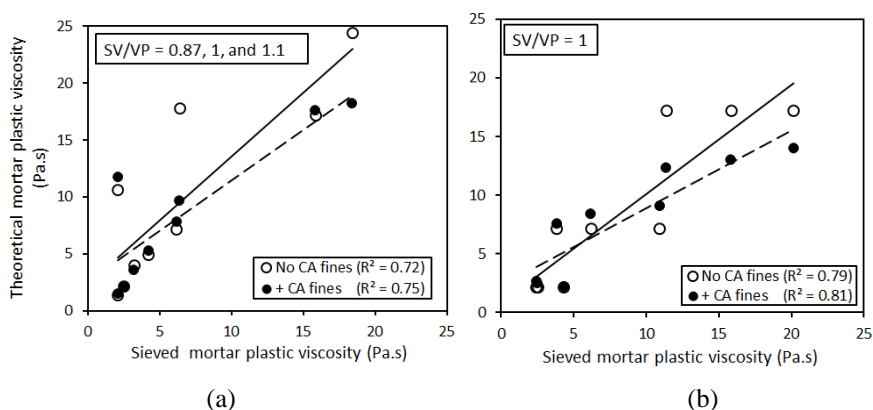 25
20
15
10
5
0
Theoretical mortar plastic viscosity
(Pa.s)
SV/VP = 0.87, 1, and 1.1
No CA fines (R² = 0.72)
+ CA fines (R² = 0.75)
0 5 10 15 20 25
Sieved mortar plastic viscosity (Pa.s)
(a)
25
20
15
10
5
0
SV/VP = 1
No CA fines (R² = 0.79)
+ CA fines (R² = 0.81)
0 5 10 15 20 25
Sieved mortar plastic viscosity (Pa.s)
(b)